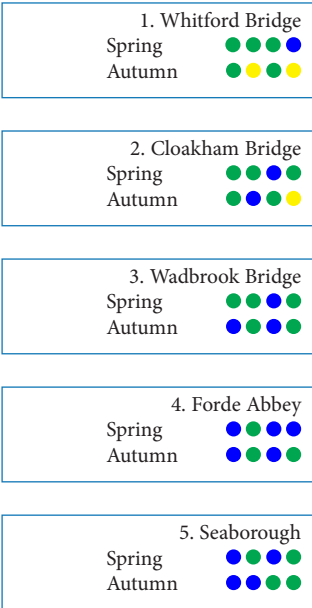 1. Whitford Bridge
Spring
Autumn
2. Cloakham Bridge
Spring
Autumn
3. Wadbrook Bridge
Spring
Autumn
4. Forde Abbey
Spring
Autumn
5. Seaborough
Spring
Autumn